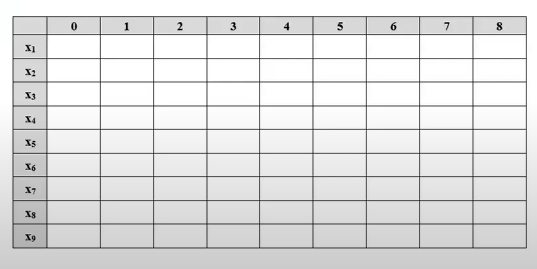 0 1 2 3 4 5 6 7 8
x₁
x₂
x₃
x₄
x₅
x₆
x₇
x₈
x₉